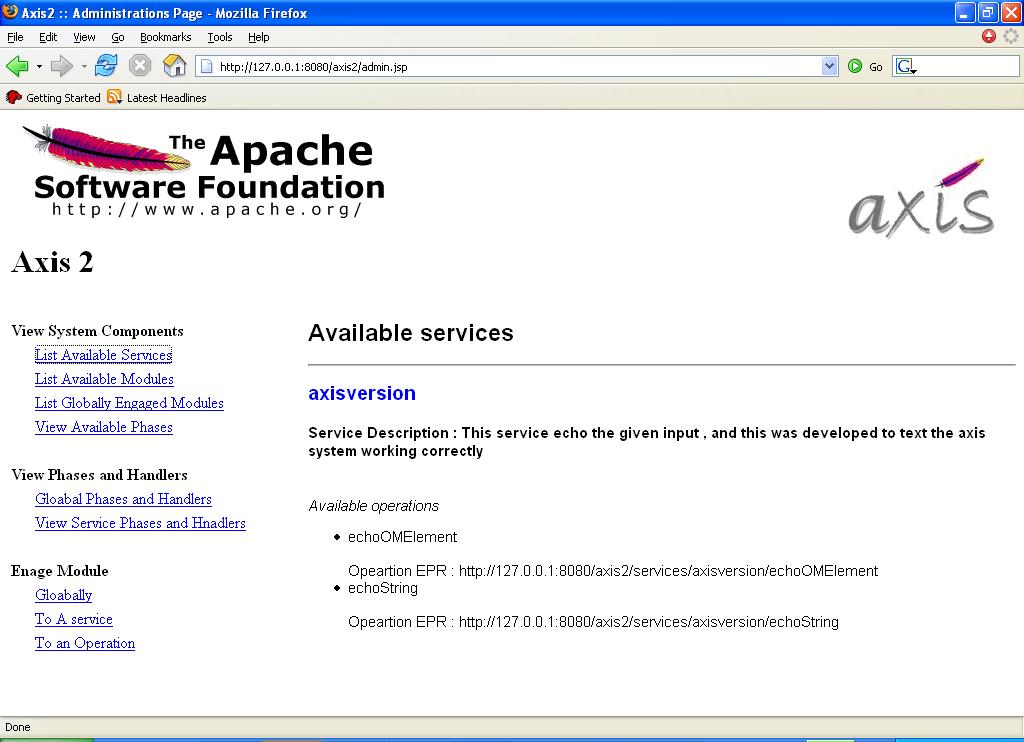 Axis2 :: Administrations Page - Mozilla Firefox
File Edit View Go Bookmarks Tools Help
http://127.0.0.1:8080/axis2/admin.jsp Go G
Getting Started Latest Headlines
The Apache
Software Foundation
http://www.apache.org/
axis
Axis 2
View System Components
List Available Services
List Available Modules
List Globally Engaged Modules
View Available Phases
View Phases and Handlers
Gloabal Phases and Handlers
View Service Phases and Hnadlers
Enage Module
Gloabally
To A service
To an Operation
Available services
axisversion
Service Description : This service echo the given input , and this was developed to text the axis
system working correctly
Available operations
echoOMElement
Opeartion EPR : http://127.0.0.1:8080/axis2/services/axisversion/echoOMElement
echoString
Opeartion EPR : http://127.0.0.1:8080/axis2/services/axisversion/echoString
Done